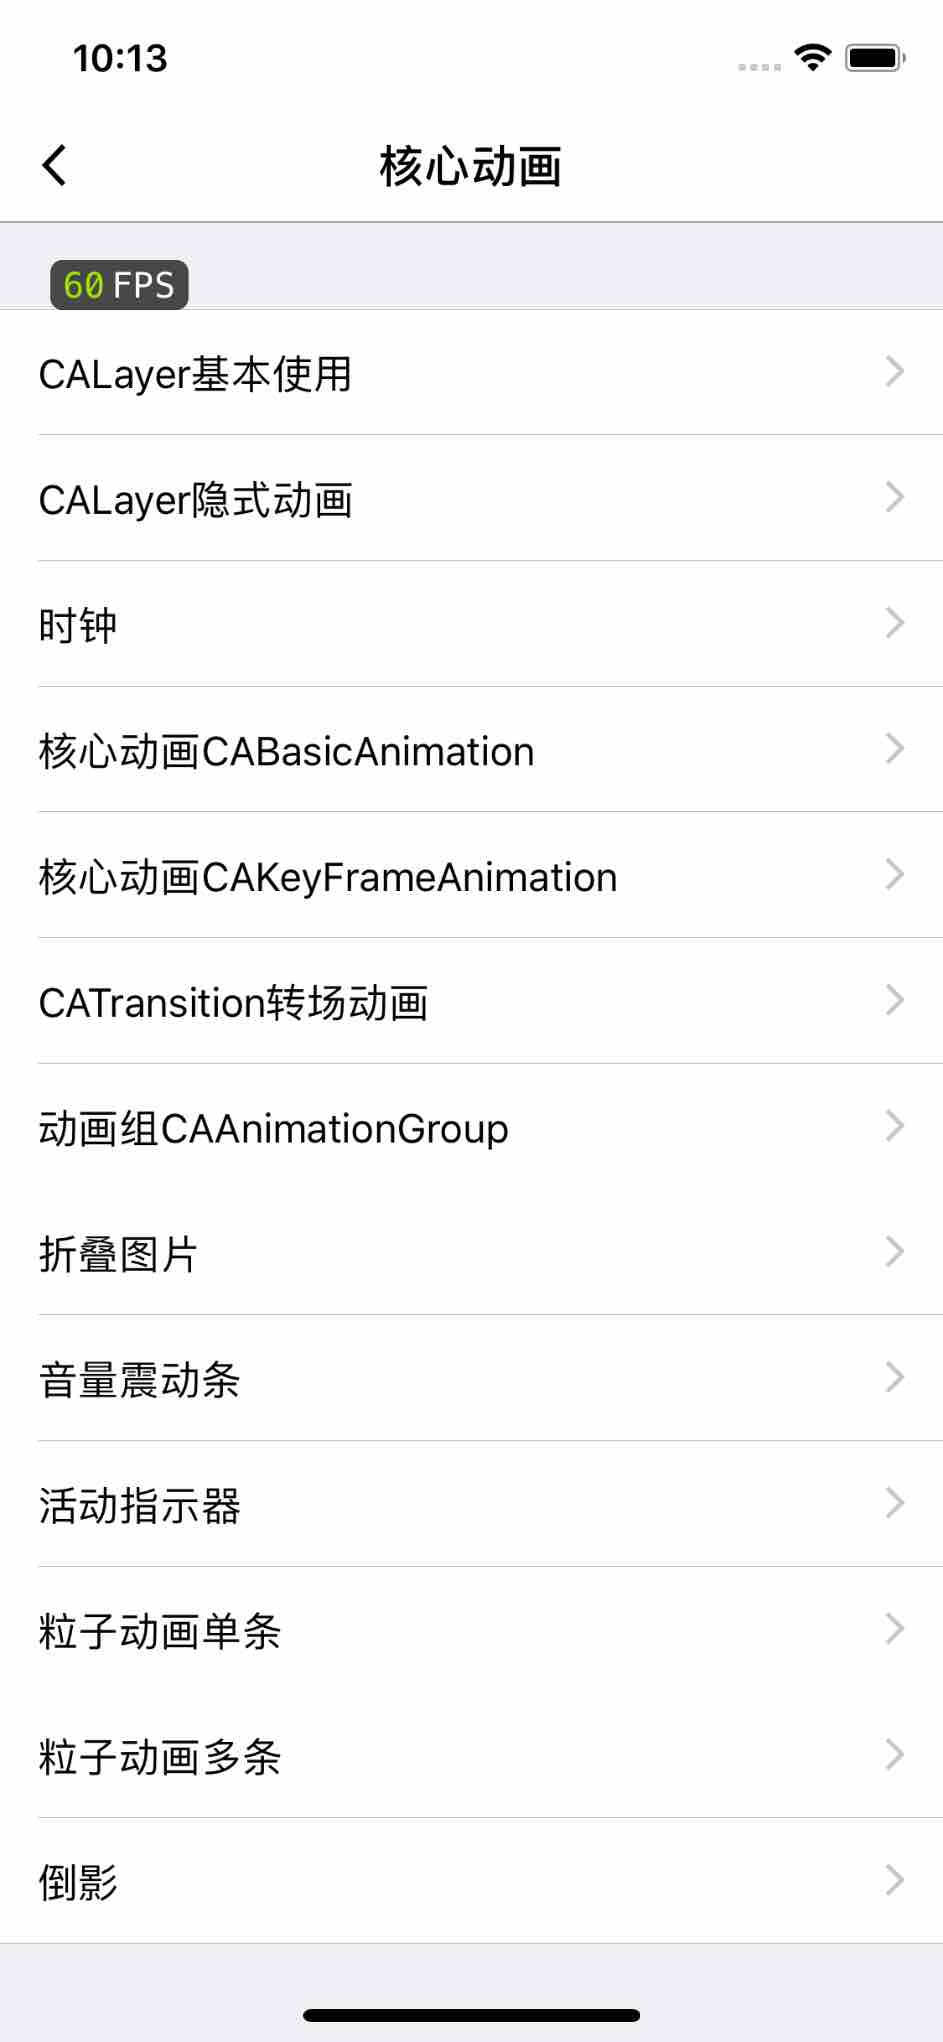 10:13
核心动画
60 FPS
CALayer基本使用
CALayer隐式动画
时钟
核心动画CABasicAnimation
核心动画CAKeyFrameAnimation
CATransition转场动画
动画组CAAnimationGroup
折叠图片
音量震动条
活动指示器
粒子动画单条
粒子动画多条
倒影